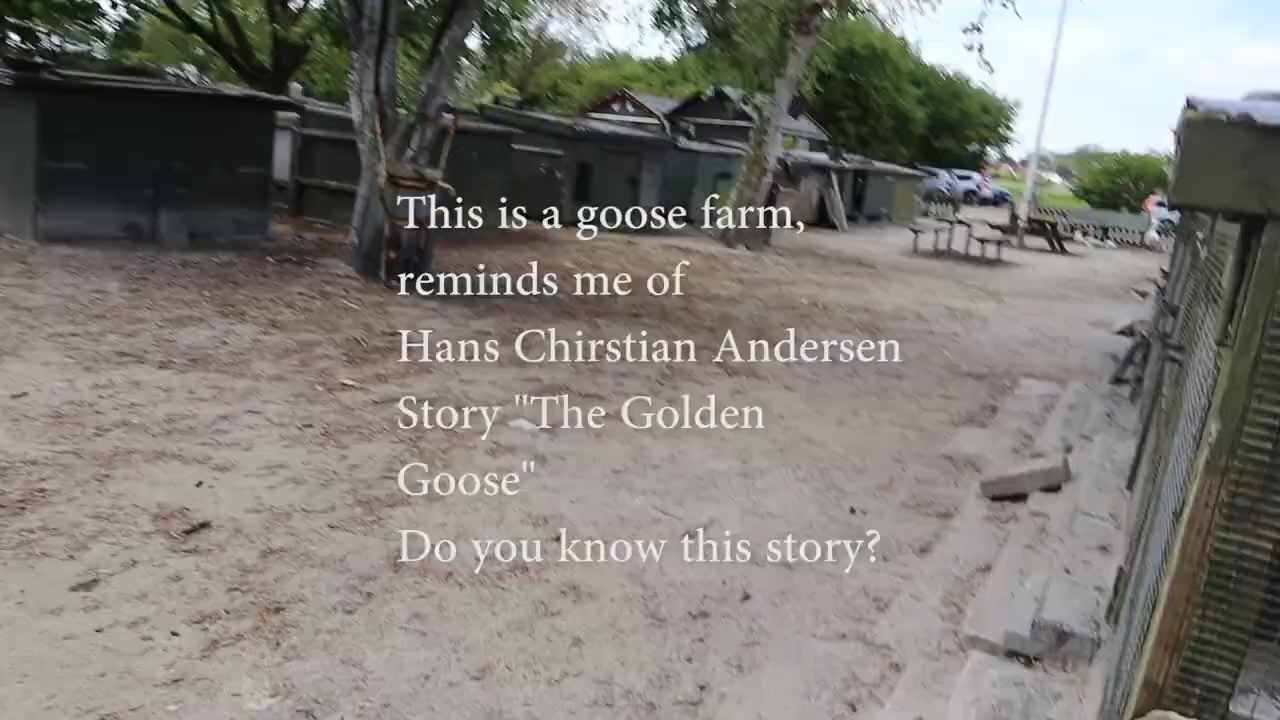 This is a goose farm,
reminds me of
Hans Chirstian Andersen
Story "The Golden
Goose"
Do you know this story?